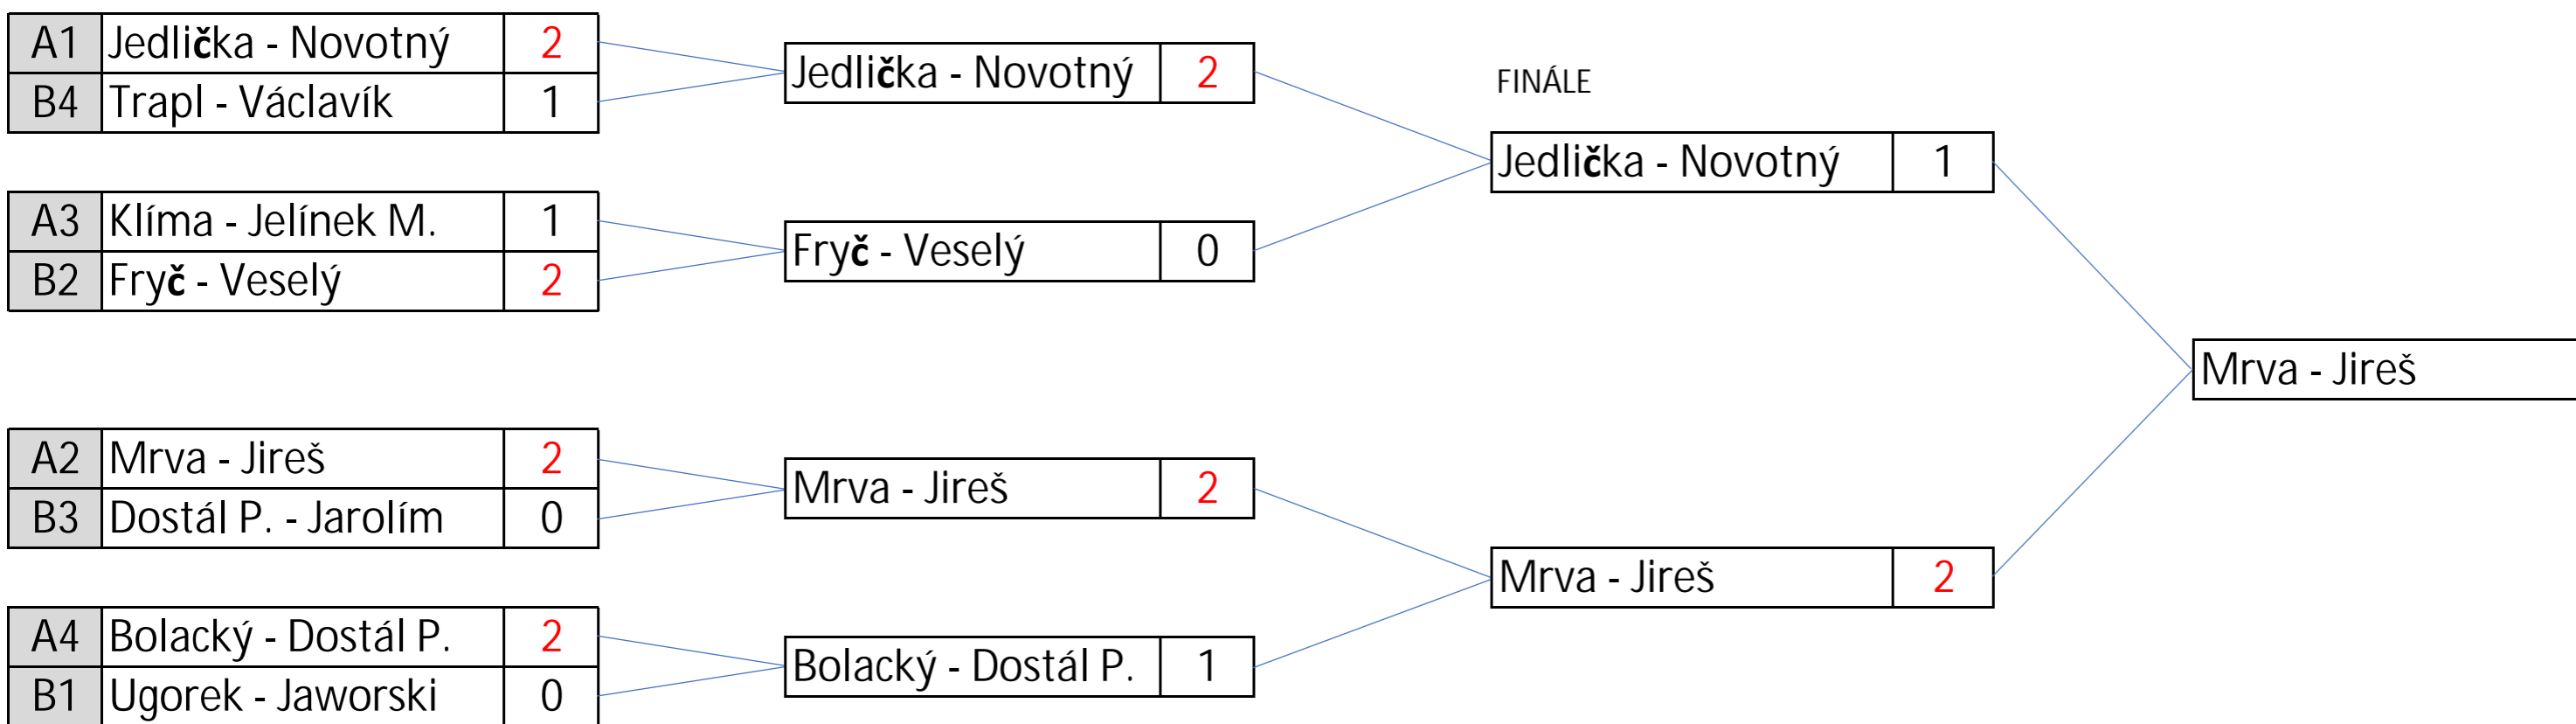 A1 Jedlička - Novotný 2
B4 Trapl - Václavík 1
A3 Klíma - Jelínek M. 1
B2 Fryč - Veselý 2
A2 Mrva - Jireš 2
B3 Dostál P. - Jarolím 0
A4 Bolacký - Dostál P. 2
B1 Ugorek - Jaworski 0
Jedlička - Novotný 2
Fryč - Veselý 0
Mrva - Jireš 2
Bolacký - Dostál P. 1
FINÁLE
Jedlička - Novotný 1
Mrva - Jireš 2
Mrva - Jireš